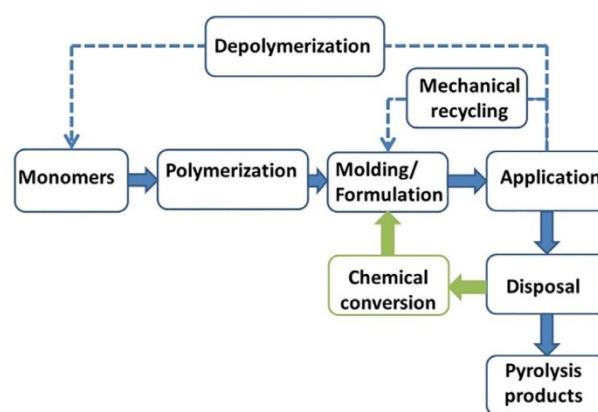 Depolymerization
Mechanical
recycling
Monomers
Polymerization
Molding/
Formulation
Application
Chemical
conversion
Disposal
Pyrolysis
products